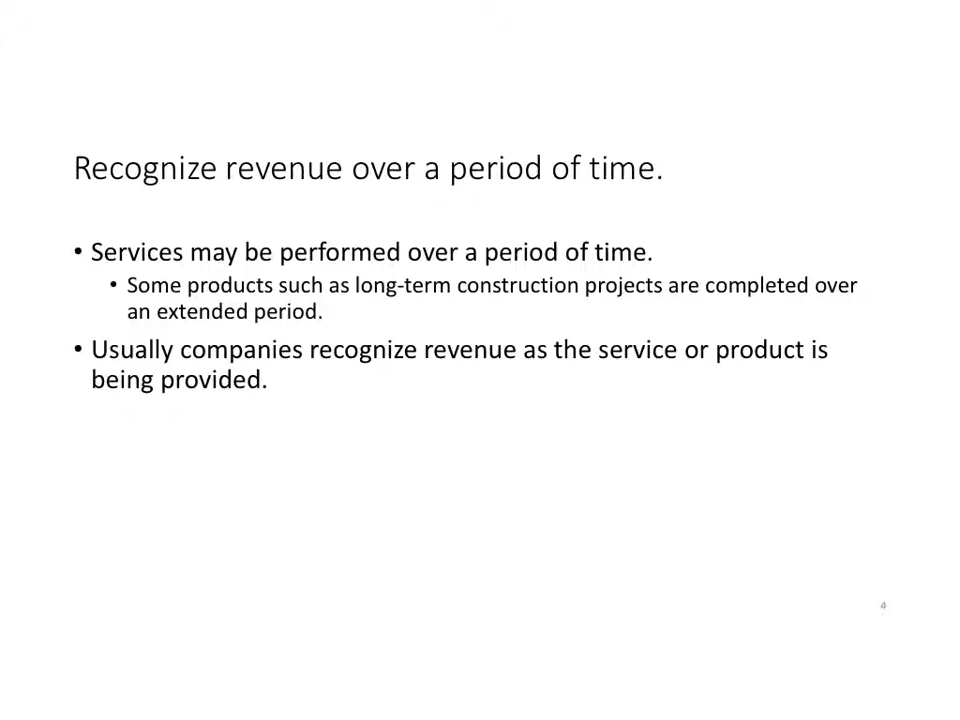 Recognize revenue over a period of time.
• Services may be performed over a period of time.
• Some products such as long-term construction projects are completed over
an extended period.
• Usually companies recognize revenue as the service or product is
being provided.
4